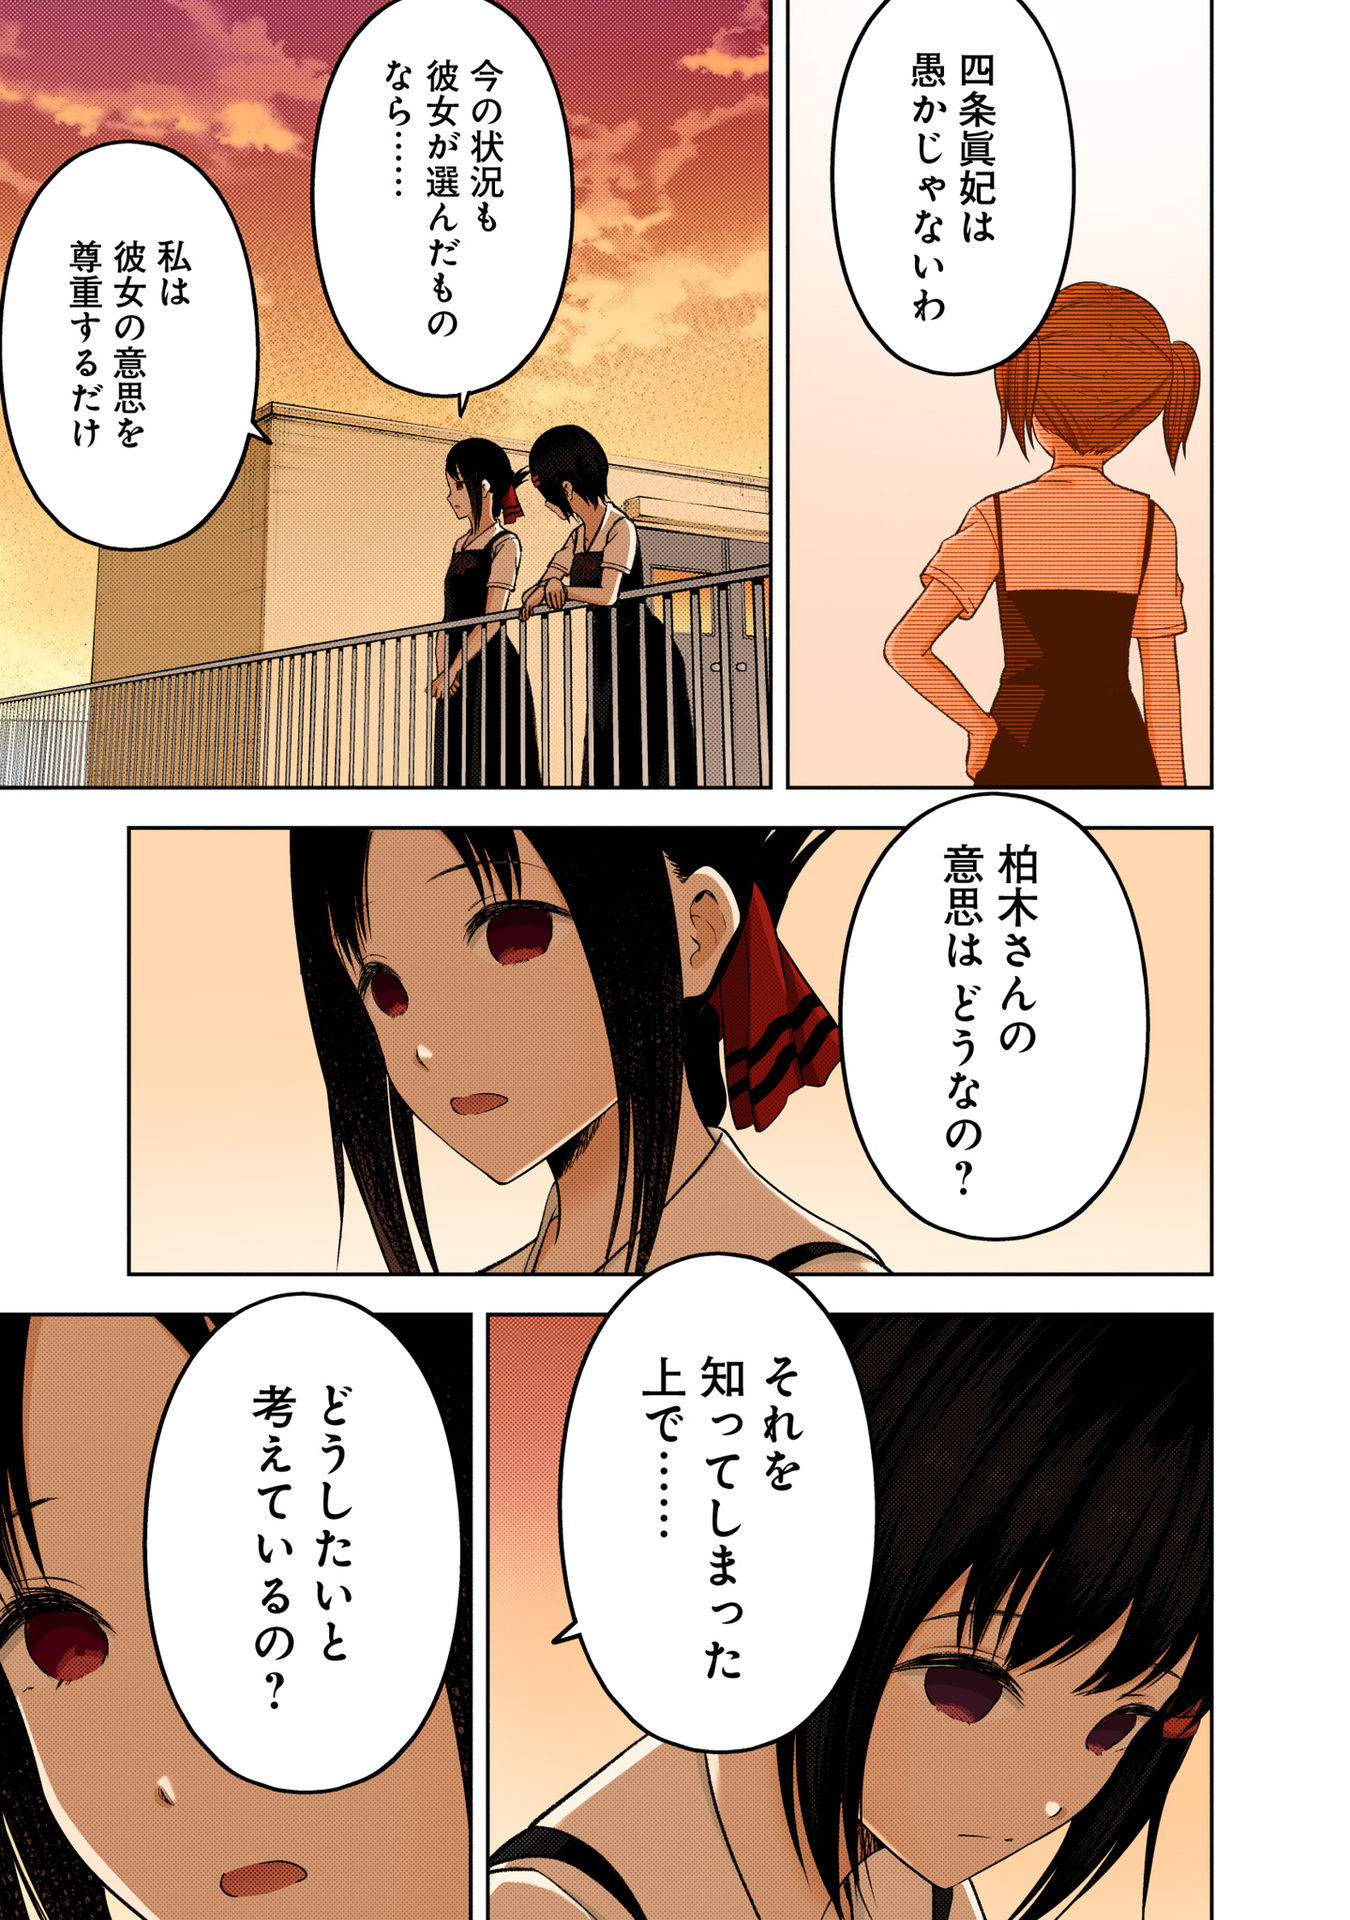 四条眞妃は
愚かじゃないわ
今の状況も
彼女が選んだもの
なら……
私は
彼女の意思を
尊重するだけ
柏木さんの
意思はどうなの？
それを
知ってしまった
上で……
どうしたいと
考えているの？